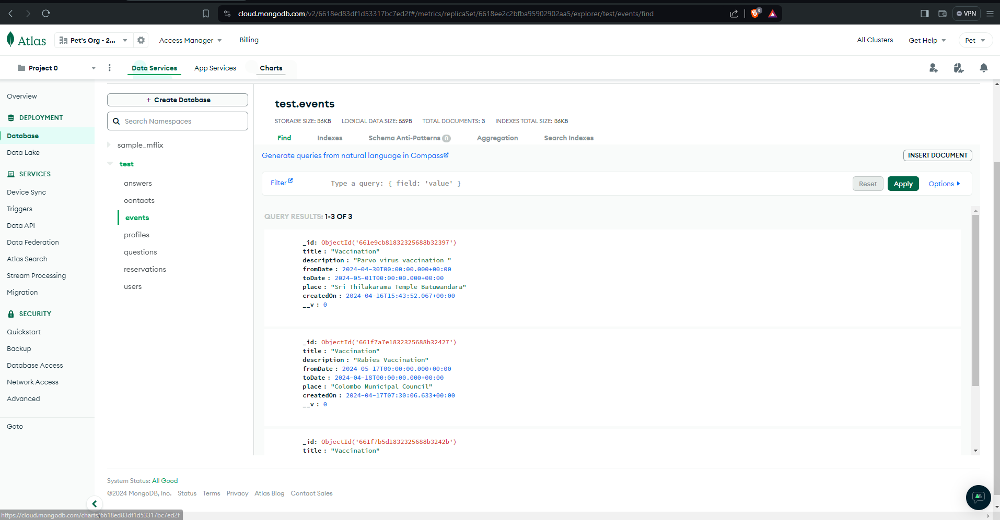 cloud.mongodb.com/v2/6618ed83df1d53317bc7ed2f#/metrics/replicaSet/6618ee2c2bfba95902902aa5/explorer/test/events/find
5
VPN
Atlas
Pet's Org - 2...
Access Manager
Billing
All Clusters
Get Help
Pet
Project 0
Data Services
App Services
Charts
Overview
DEPLOYMENT
Database
Data Lake
SERVICES
Device Sync
Triggers
Data API
Data Federation
Atlas Search
Stream Processing
Migration
SECURITY
Quickstart
Backup
Database Access
Network Access
Advanced
Goto
+ Create Database
Search Namespaces
sample_mflix
test
answers
contacts
events
profiles
questions
reservations
users
test.events
STORAGE SIZE: 36KB LOGICAL DATA SIZE: 559B TOTAL DOCUMENTS: 3 INDEXES TOTAL SIZE: 36KB
Find Indexes Schema Anti-Patterns 0 Aggregation Search Indexes
Generate queries from natural language in Compass
INSERT DOCUMENT
Filter
Type a query: { field: 'value' }
Reset
Apply
Options
QUERY RESULTS: 1-3 OF 3
_id: ObjectId('661e9cb81832325688b32397')
title: "Vaccination"
description: "Parvo virus vaccination "
fromDate: 2024-04-30T00:00:00.000+00:00
toDate: 2024-05-01T00:00:00.000+00:00
place: "Sri Thilakarama Temple Batuwandara"
createdOn: 2024-04-16T15:43:52.067+00:00
__v: 0
_id: ObjectId('661f7a7e1832325688b32427')
title: "Vaccination"
description: "Rabies Vaccination"
fromDate: 2024-05-17T00:00:00.000+00:00
toDate: 2024-04-18T00:00:00.000+00:00
place: "Colombo Municipal Council"
createdOn: 2024-04-17T07:30:06.633+00:00
__v: 0
_id: ObjectId('661f7b5d1832325688b3242b')
title: "Vaccination"
System Status: All Good
©2024 MongoDB, Inc. Status Terms Privacy Atlas Blog Contact Sales
https://cloud.mongodb.com/charts/6618ed83df1d53317bc7ed2f